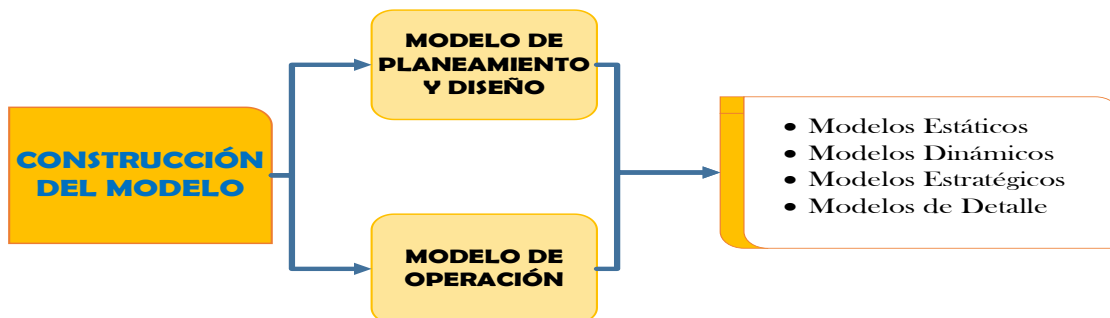 CONSTRUCCIÓN
DEL MODELO
MODELO DE
PLANEAMIENTO
Y DISEÑO
MODELO DE
OPERACIÓN
• Modelos Estáticos
• Modelos Dinámicos
• Modelos Estratégicos
• Modelos de Detalle